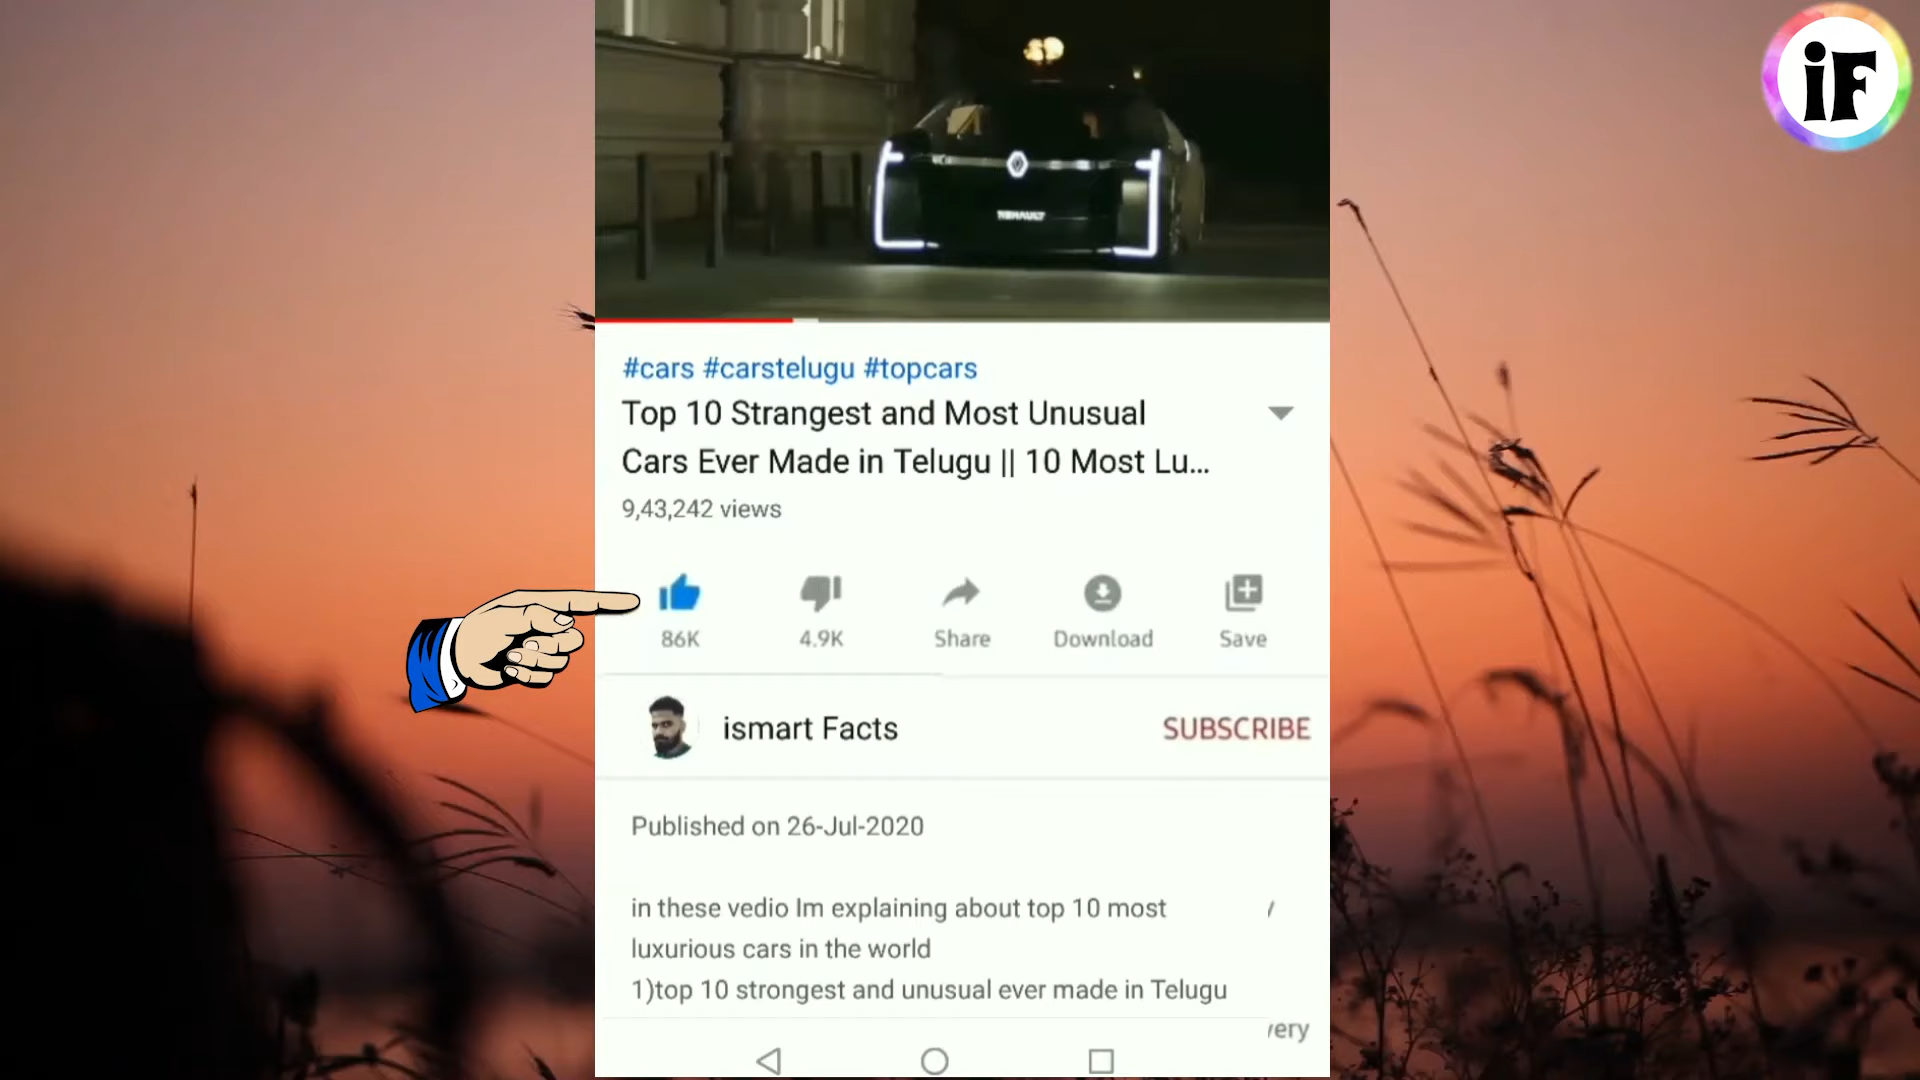 iF
RENAULT
#cars #carstelugu #topcars
Top 10 Strangest and Most Unusual
Cars Ever Made in Telugu || 10 Most Lu...
9,43,242 views
86K 4.9K Share Download Save
ismart Facts SUBSCRIBE
Published on 26-Jul-2020
in these vedio Im explaining about top 10 most
luxurious cars in the world
1)top 10 strongest and unusual ever made in Telugu